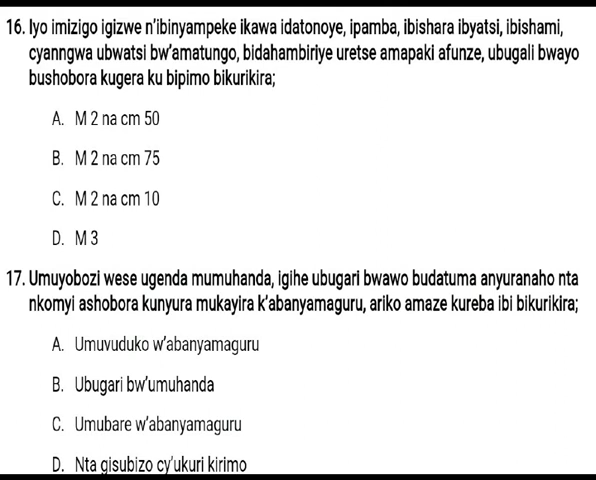 16. Iyo imizigo igizwe n'ibinyampeke ikawa idatonoye, ipamba, ibishara ibyatsi, ibishami,
cyanngwa ubwatsi bw'amatungo, bidahambiriye uretse amapaki afunze, ubugali bwayo
bushobora kugera ku bipimo bikurikira;
A. M 2 na cm 50
B. M 2 na cm 75
C. M 2 na cm 10
D. M 3
17. Umuyobozi wese ugenda mumuhanda, igihe ubugari bwawo budatuma anyuranaho nta
nkomyi ashobora kunyura mukayira k'abanyamaguru, ariko amaze kureba ibi bikurikira;
A. Umuvuduko w'abanyamaguru
B. Ubugari bw'umuhanda
C. Umubare w'abanyamaguru
D. Nta gisubizo cy'ukuri kirimo